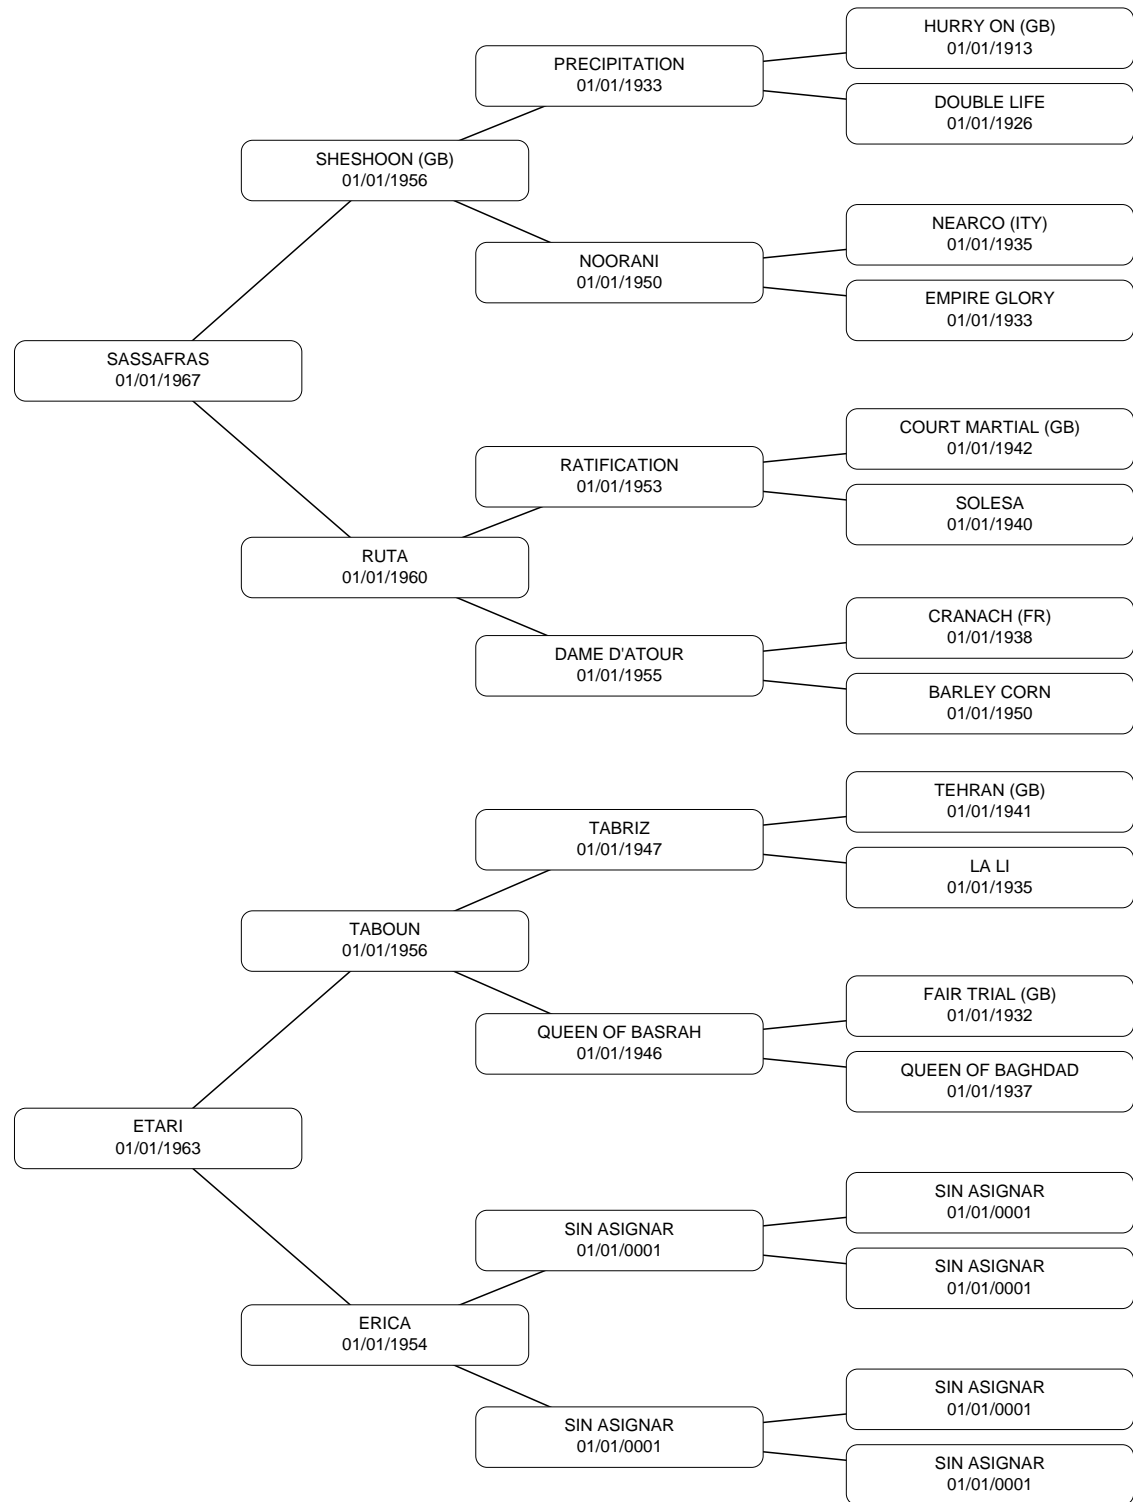 HURRY ON (GB)
01/01/1913
PRECIPITATION
01/01/1933
DOUBLE LIFE
01/01/1926
SHESHOON (GB)
01/01/1956
NEARCO (ITY)
01/01/1935
NOORANI
01/01/1950
EMPIRE GLORY
01/01/1933
SASSAFRAS
01/01/1967
COURT MARTIAL (GB)
01/01/1942
RATIFICATION
01/01/1953
SOLESA
01/01/1940
RUTA
01/01/1960
CRANACH (FR)
01/01/1938
DAME D'ATOUR
01/01/1955
BARLEY CORN
01/01/1950
TEHRAN (GB)
01/01/1941
TABRIZ
01/01/1947
LA LI
01/01/1935
TABOUN
01/01/1956
FAIR TRIAL (GB)
01/01/1932
QUEEN OF BASRAH
01/01/1946
QUEEN OF BAGHDAD
01/01/1937
ETARI
01/01/1963
SIN ASIGNAR
01/01/0001
SIN ASIGNAR
01/01/0001
SIN ASIGNAR
01/01/0001
ERICA
01/01/1954
SIN ASIGNAR
01/01/0001
SIN ASIGNAR
01/01/0001
SIN ASIGNAR
01/01/0001